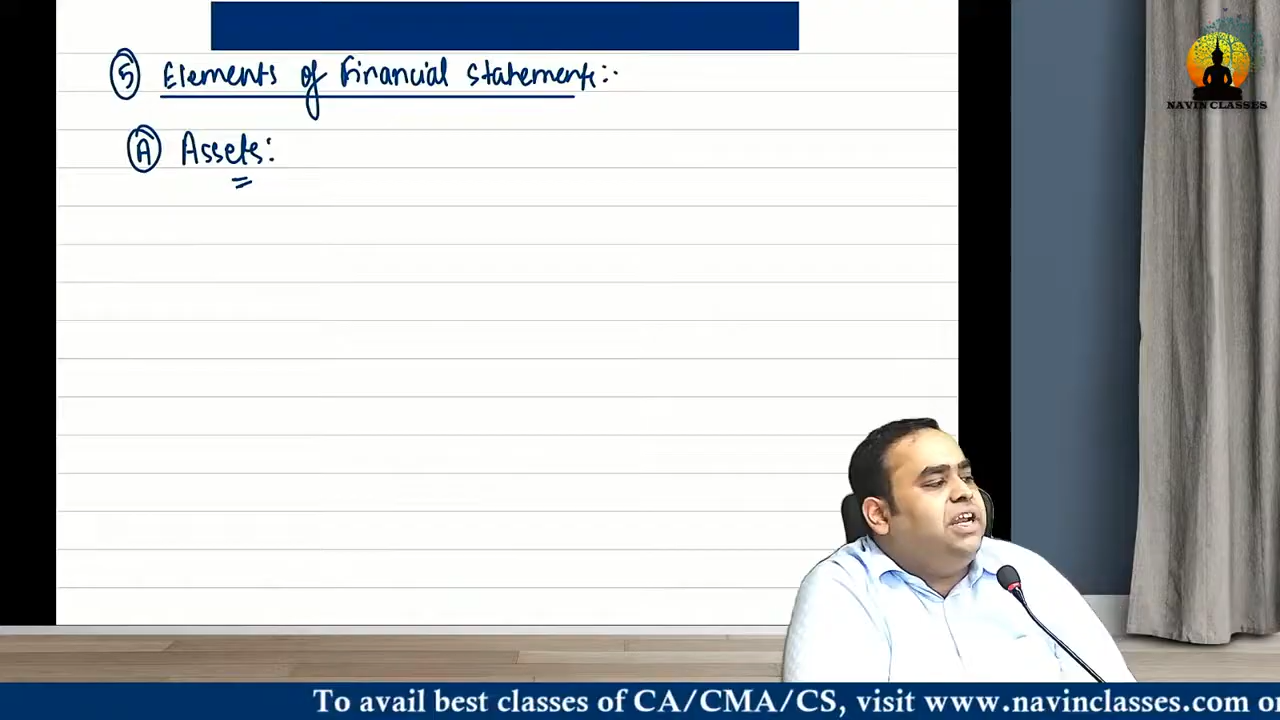 5 Elements of Financial Statements:-
NAVIN CLASSES
A Assets:
To avail best classes of CA/CMA/CS, visit www.navinclasses.com o